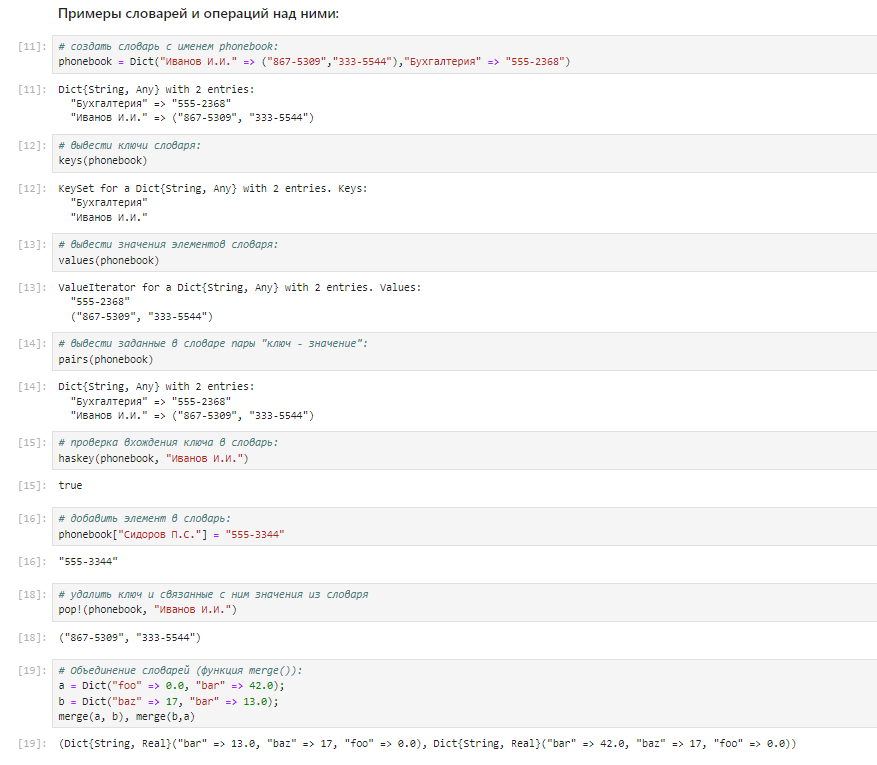 Примеры словарей и операций над ними:
[11]: # создать словарь с именем phonebook:
phonebook = Dict("Иванов И.И." => ("867-5309","333-5544"),"Бухгалтерия" => "555-2368")
[11]: Dict{String, Any} with 2 entries:
"Бухгалтерия" => "555-2368"
"Иванов И.И." => ("867-5309", "333-5544")
[12]: # вывести ключи словаря:
keys(phonebook)
[12]: KeySet for a Dict{String, Any} with 2 entries. Keys:
"Бухгалтерия"
"Иванов И.И."
[13]: # вывести значения элементов словаря:
values(phonebook)
[13]: ValueIterator for a Dict{String, Any} with 2 entries. Values:
"555-2368"
("867-5309", "333-5544")
[14]: # вывести заданные в словаре пары "ключ - значение":
pairs(phonebook)
[14]: Dict{String, Any} with 2 entries:
"Бухгалтерия" => "555-2368"
"Иванов И.И." => ("867-5309", "333-5544")
[15]: # проверка вхождения ключа в словарь:
haskey(phonebook, "Иванов И.И.")
[15]: true
[16]: # добавить элемент в словарь:
phonebook["Сидоров П.С."] = "555-3344"
[16]: "555-3344"
[18]: # удалить ключ и связанные с ним значения из словаря
pop!(phonebook, "Иванов И.И.")
[18]: ("867-5309", "333-5544")
[19]: # Объединение словарей (функция merge()):
a = Dict("foo" => 0.0, "bar" => 42.0);
b = Dict("baz" => 17, "bar" => 13.0);
merge(a, b), merge(b,a)
[19]: (Dict{String, Real}("bar" => 13.0, "baz" => 17, "foo" => 0.0), Dict{String, Real}("bar" => 42.0, "baz" => 17, "foo" => 0.0))